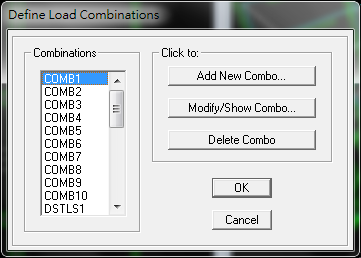 Define Load Combinations
Combinations
COMB1
COMB2
COMB3
COMB4
COMB5
COMB6
COMB7
COMB8
COMB9
COMB10
DSTLS1
Click to:
Add New Combo...
Modify/Show Combo...
Delete Combo
OK
Cancel